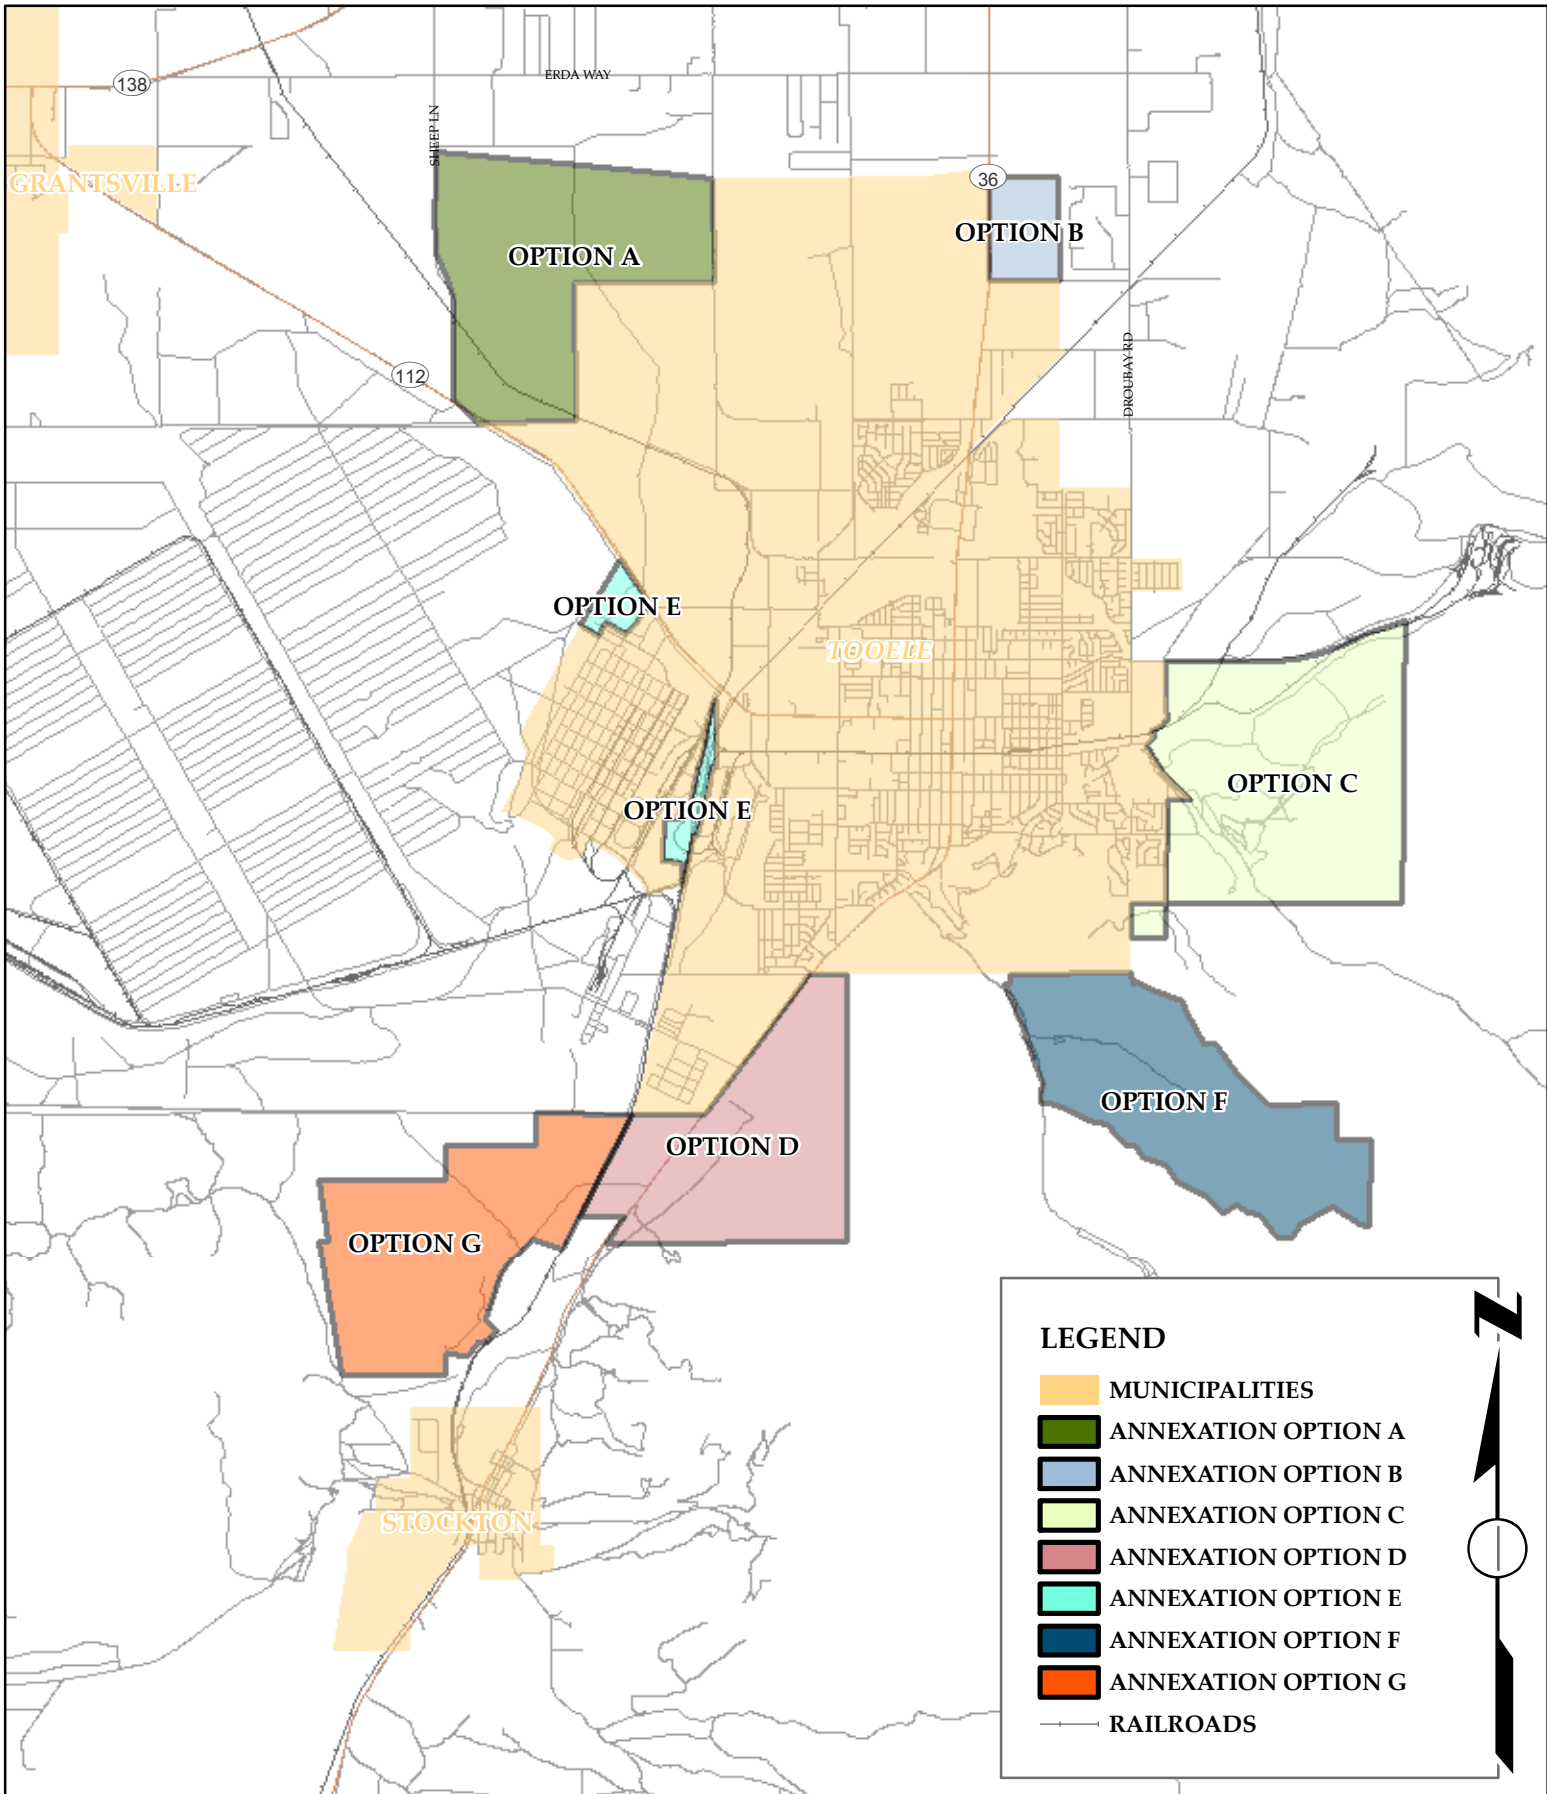 ERDA WAY
138
SHEEP LN
36
GRANTSVILLE
OPTION B
OPTION A
DROUBAY RD
112
OPTION E
TOOELE
OPTION C
OPTION E
OPTION F
OPTION D
OPTION G
STOCKTON
N
LEGEND
MUNICIPALITIES
ANNEXATION OPTION A
ANNEXATION OPTION B
ANNEXATION OPTION C
ANNEXATION OPTION D
ANNEXATION OPTION E
ANNEXATION OPTION F
ANNEXATION OPTION G
RAILROADS